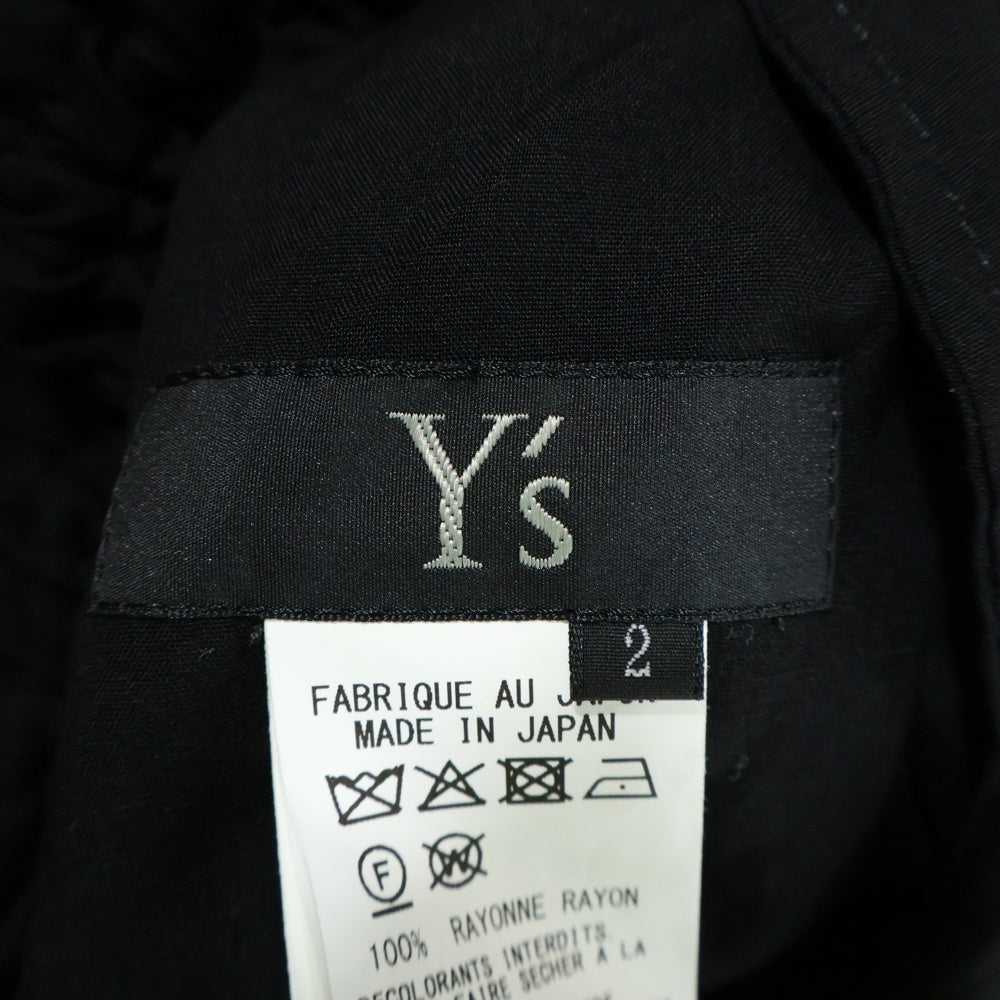 Y's
2
FABRIQUE AU JAPON
MADE IN JAPAN
F W
100% RAYONNE RAYON
DECOLORANTS INTERDITS.
FAIRE SECHER A LA